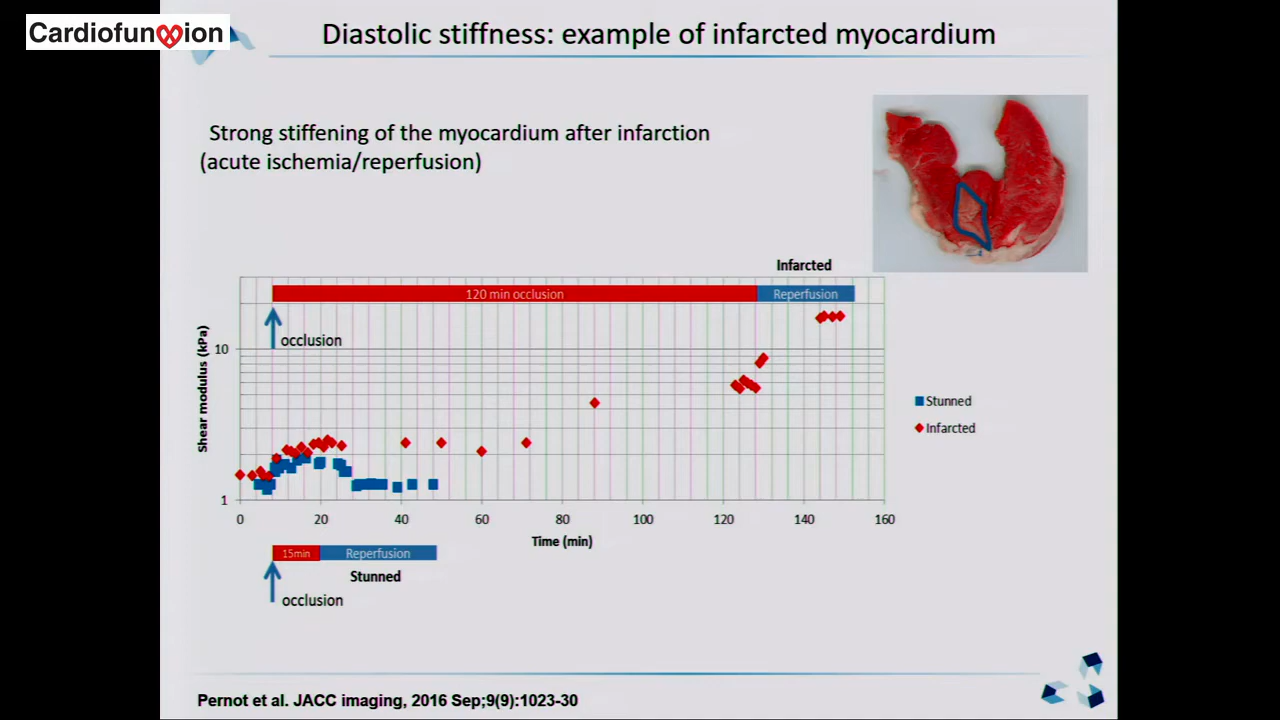 Cardiofunxion
Diastolic stiffness: example of infarcted myocardium
Strong stiffening of the myocardium after infarction
(acute ischemia/reperfusion)
Infarcted
120 min occlusion
Reperfusion
occlusion
Shear modulus (kPa)
10
1
0 20 40 60 80 100 120 140 160
Time (min)
Stunned
Infarcted
15min
Reperfusion
Stunned
occlusion
Pernot et al. JACC imaging, 2016 Sep;9(9):1023-30